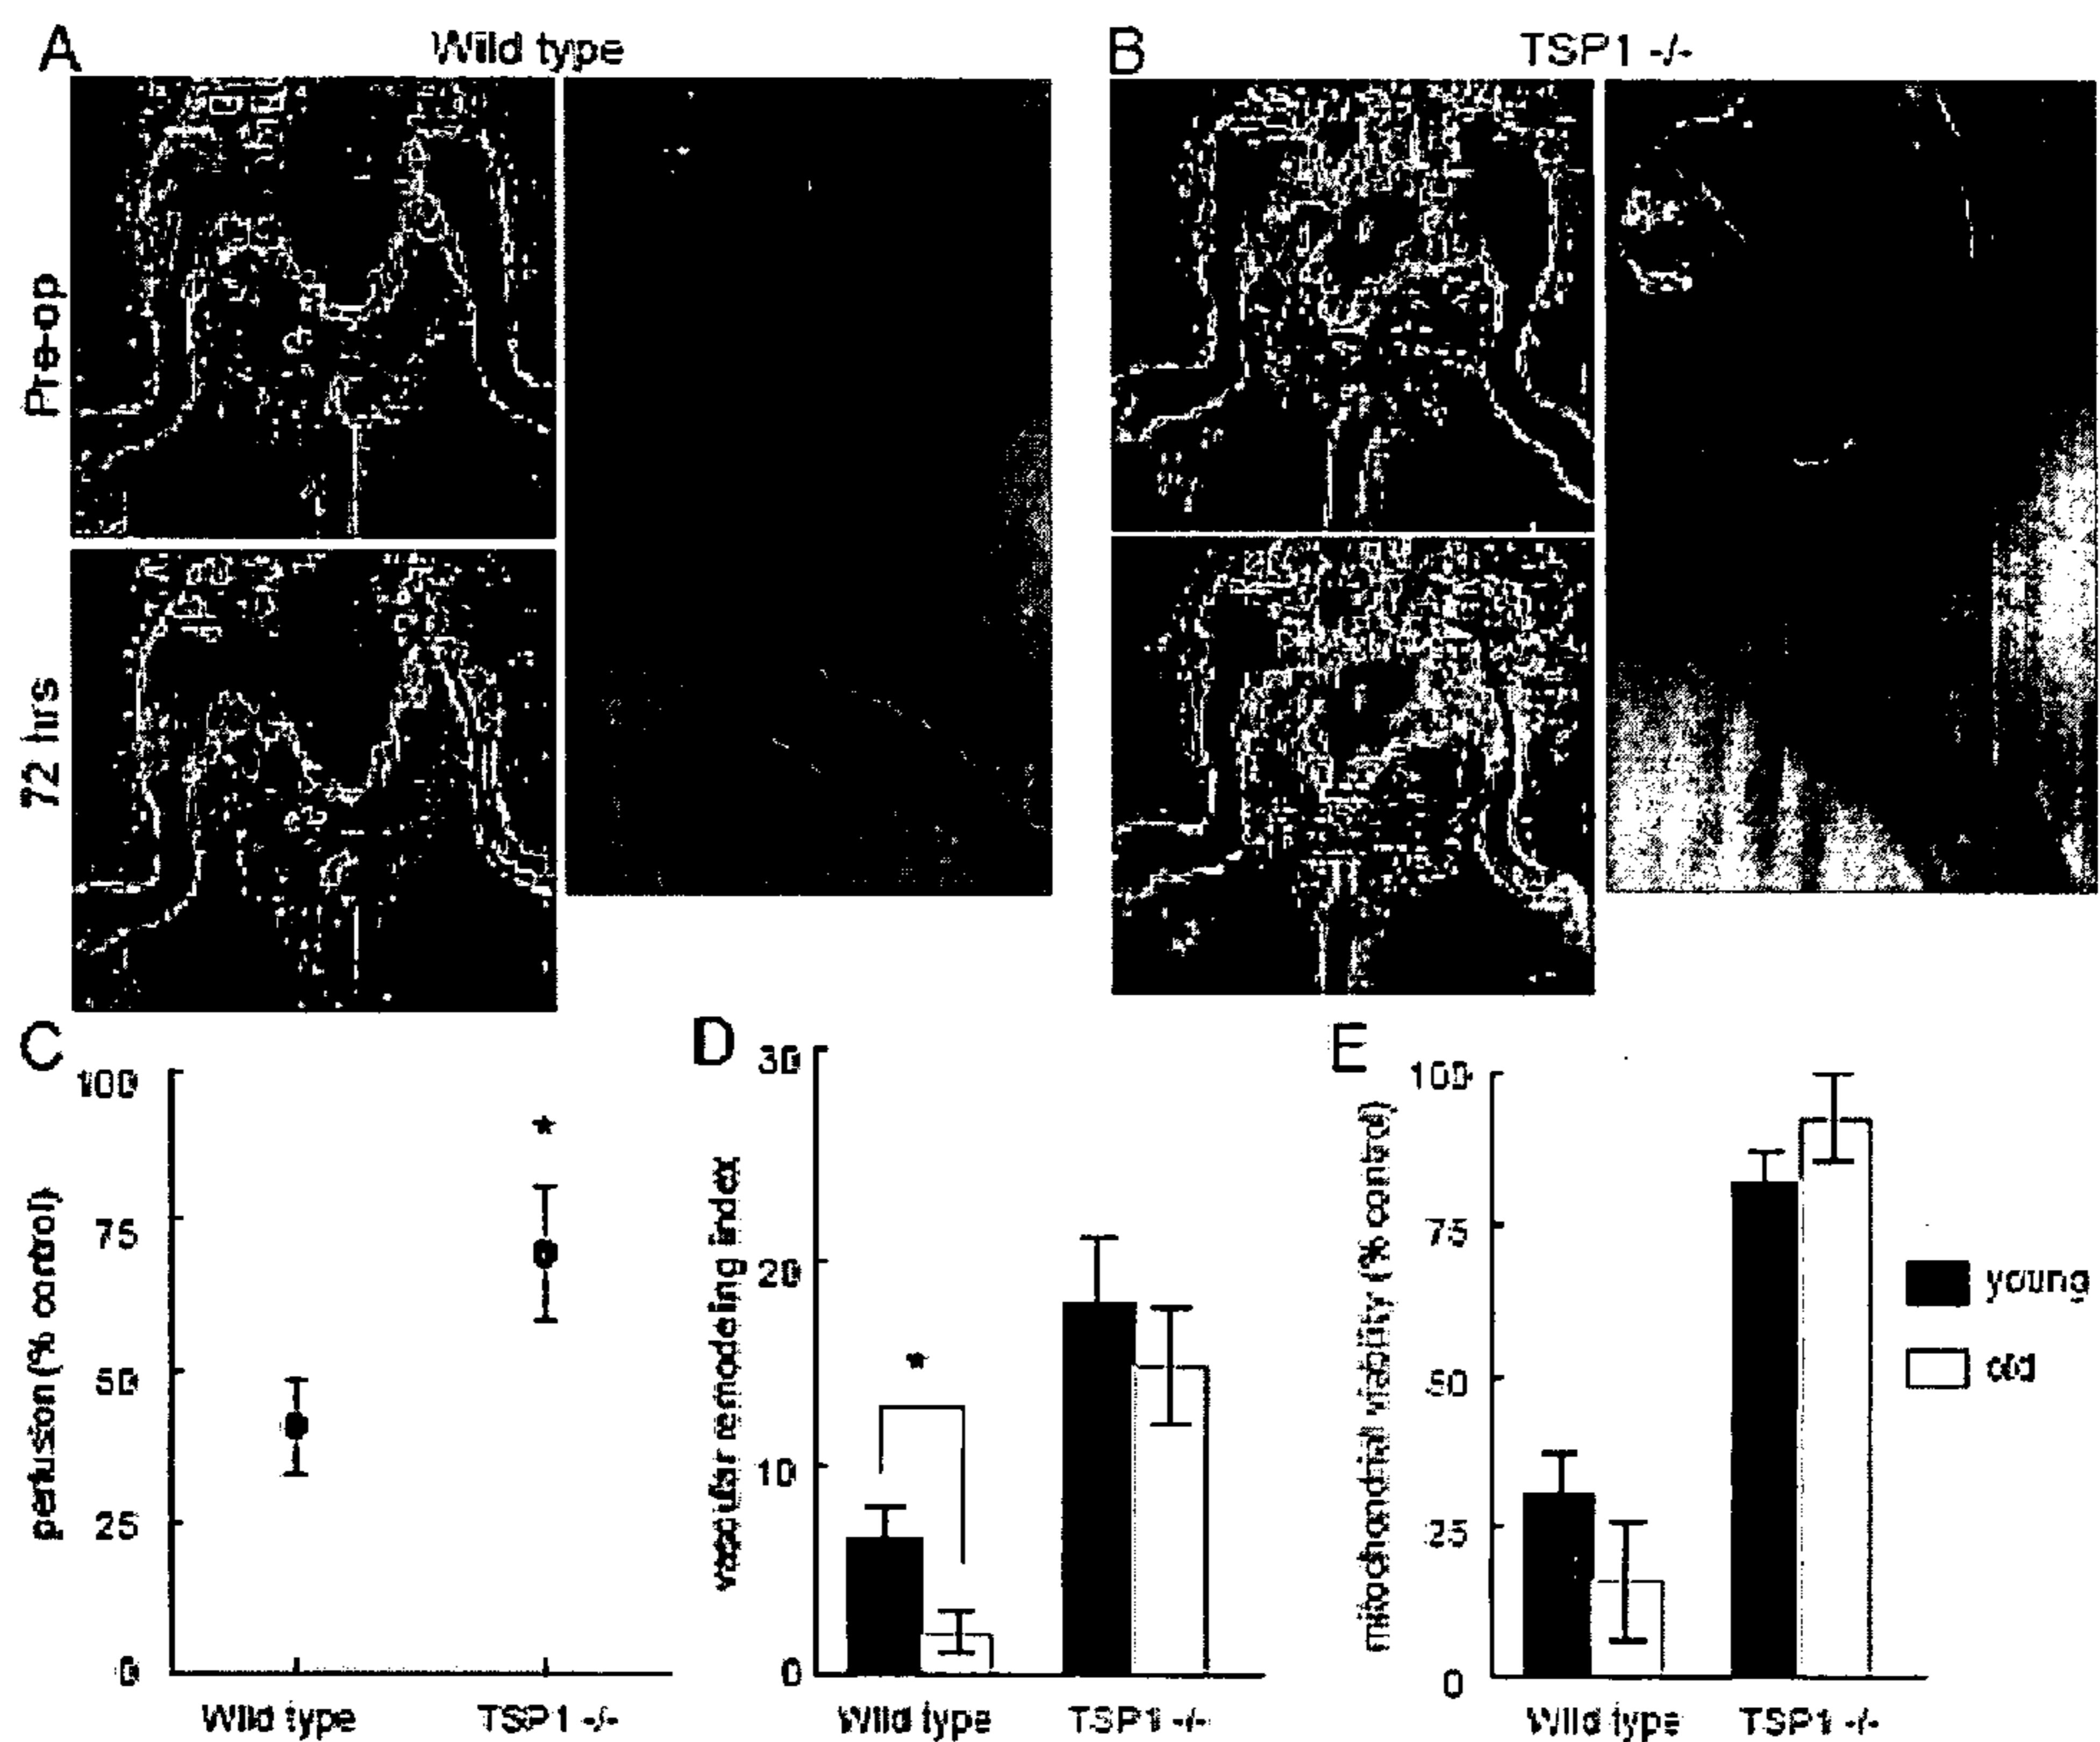 A
Wild type
B
TSP1 -/-
Pre-op
72 hrs
C
100
75
50
25
0
perfusion (% control)
Wild type
TSP1 -/-
*
D
30
20
10
0
vascular remodeling index
Wild type
TSP1 -/-
*
E
100
75
50
25
0
mitochondrial viability (% control)
Wild type
TSP1 -/-
young
old